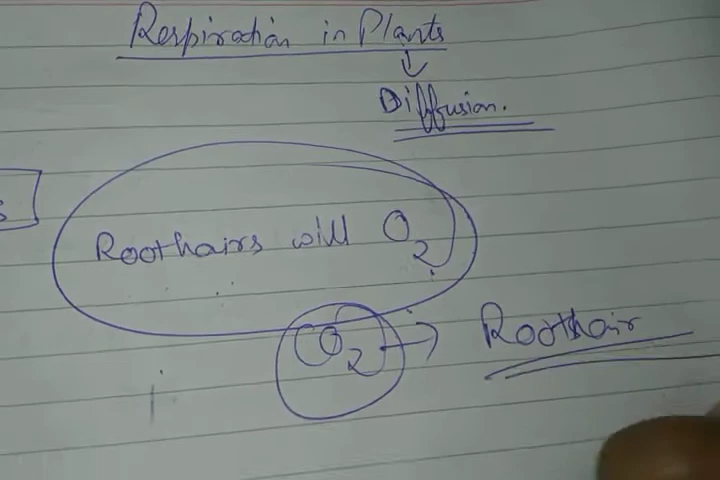 Respiration in Plants
↓
Diffusion.
s
Roothairs will O2
CO2 → Roothair